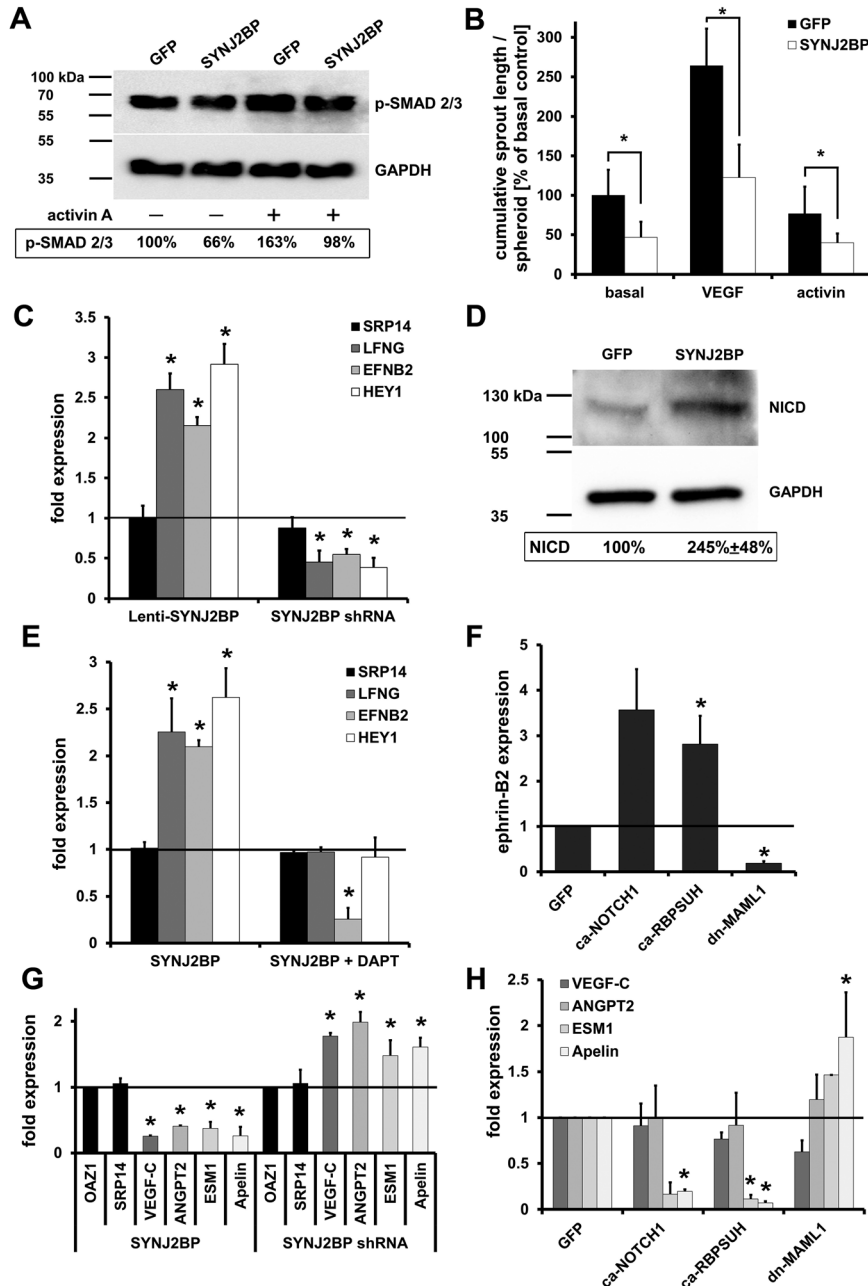 A
GFP SYNJ2BP GFP SYNJ2BP
100 kDa
70
55
55
35
p-SMAD 2/3
GAPDH
activin A — — + +
p-SMAD 2/3 100% 66% 163% 98%
B
cumulative sprout length /
spheroid [% of basal control]
300
250
200
150
100
50
0
GFP
SYNJ2BP
* * *
basal VEGF activin
C
fold expression
3.5
3
2.5
2
1.5
1
0.5
0
SRP14
LFNG
EFNB2
HEY1
* * *
* * *
Lenti-SYNJ2BP SYNJ2BP shRNA
D
GFP SYNJ2BP
130 kDa
100
55
35
NICD
GAPDH
NICD 100% 245%±48%
E
fold expression
3
2.5
2
1.5
1
0.5
0
SRP14
LFNG
EFNB2
HEY1
* * *
*
SYNJ2BP SYNJ2BP + DAPT
F
ephrin-B2 expression
5
4
3
2
1
0
* *
GFP ca-NOTCH1 ca-RBPSUH dn-MAML1
G
fold expression
2
1
0
* * * *
* * * *
OAZ1 SRP14 VEGF-C ANGPT2 ESM1 Apelin OAZ1 SRP14 VEGF-C ANGPT2 ESM1 Apelin
SYNJ2BP SYNJ2BP shRNA
H
fold expression
2.5
2
1.5
1
0.5
0
VEGF-C
ANGPT2
ESM1
Apelin
* * * *
GFP ca-NOTCH1 ca-RBPSUH dn-MAML1